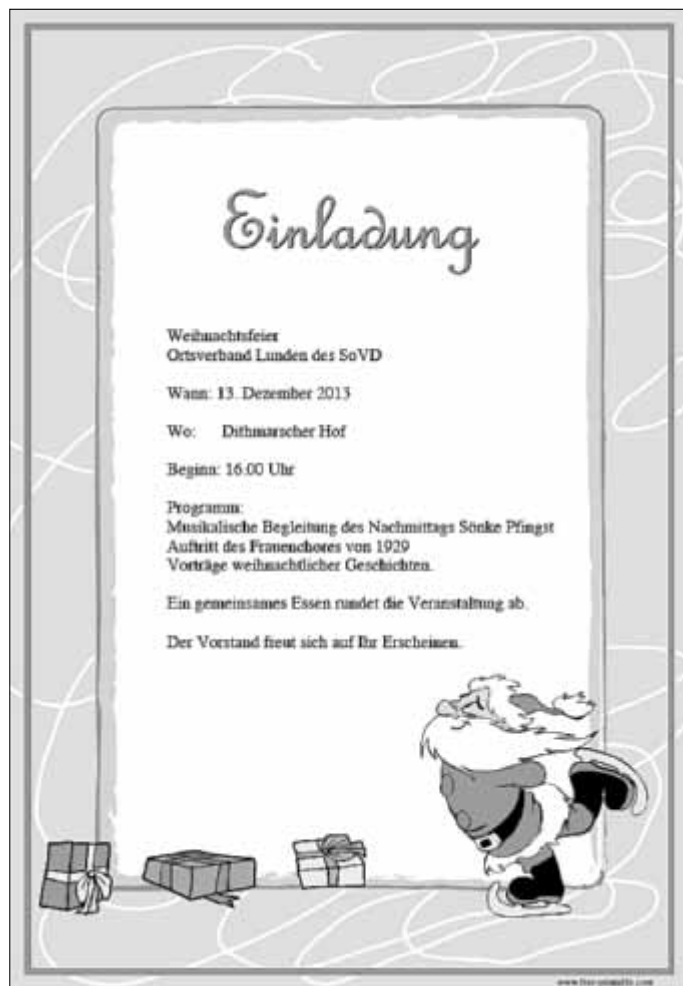 Einladung
Weihnachtsfeier
Ortsverband Lunden des SoVD
Wann: 13. Dezember 2013
Wo: Dithmarscher Hof
Beginn: 16:00 Uhr
Programm:
Musikalische Begleitung des Nachmittags Sönke Pfingst
Auftritt des Frauenchores von 1929
Vorträge weihnachtlicher Geschichten.
Ein gemeinsames Essen rundet die Veranstaltung ab.
Der Vorstand freut sich auf Ihr Erscheinen.